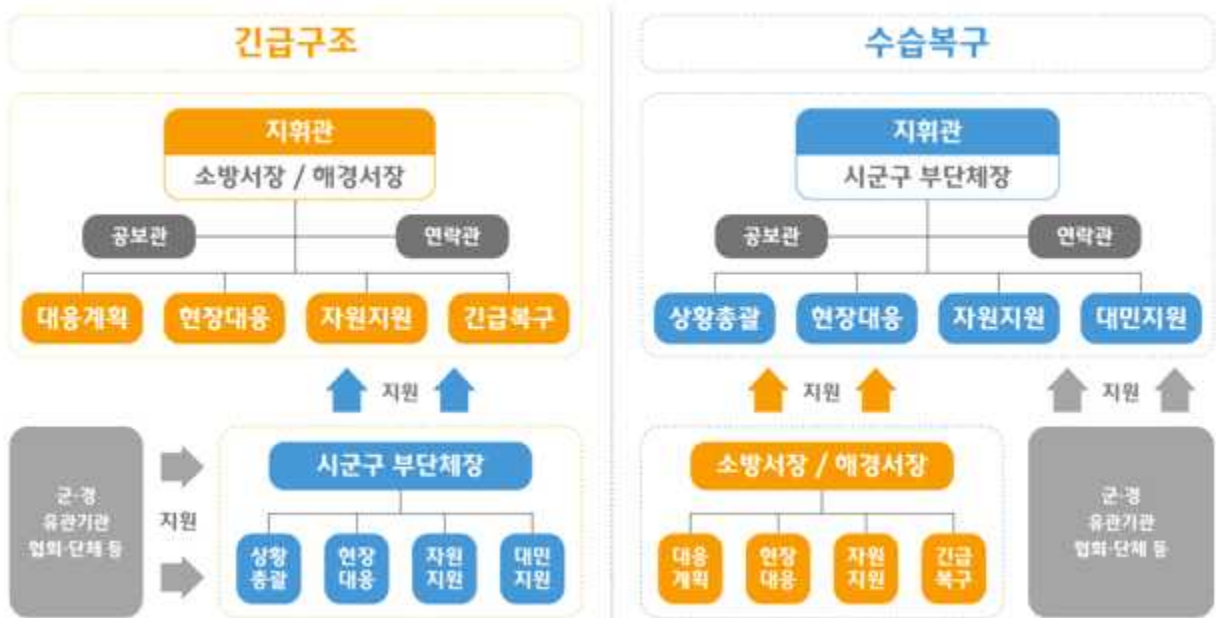 긴급구조
지휘관
소방서장 / 해경서장
공보관
연락관
대응계획
현장대응
자원지원
긴급복구
지원
군·경
유관기관
협회·단체 등
지원
시군구 부단체장
상황
총괄
현장
대응
자원
지원
대민
지원
수습복구
지휘관
시군구 부단체장
공보관
연락관
상황총괄
현장대응
자원지원
대민지원
지원
지원
소방서장 / 해경서장
대응
계획
현장
대응
자원
지원
긴급
복구
군·경
유관기관
협회·단체 등